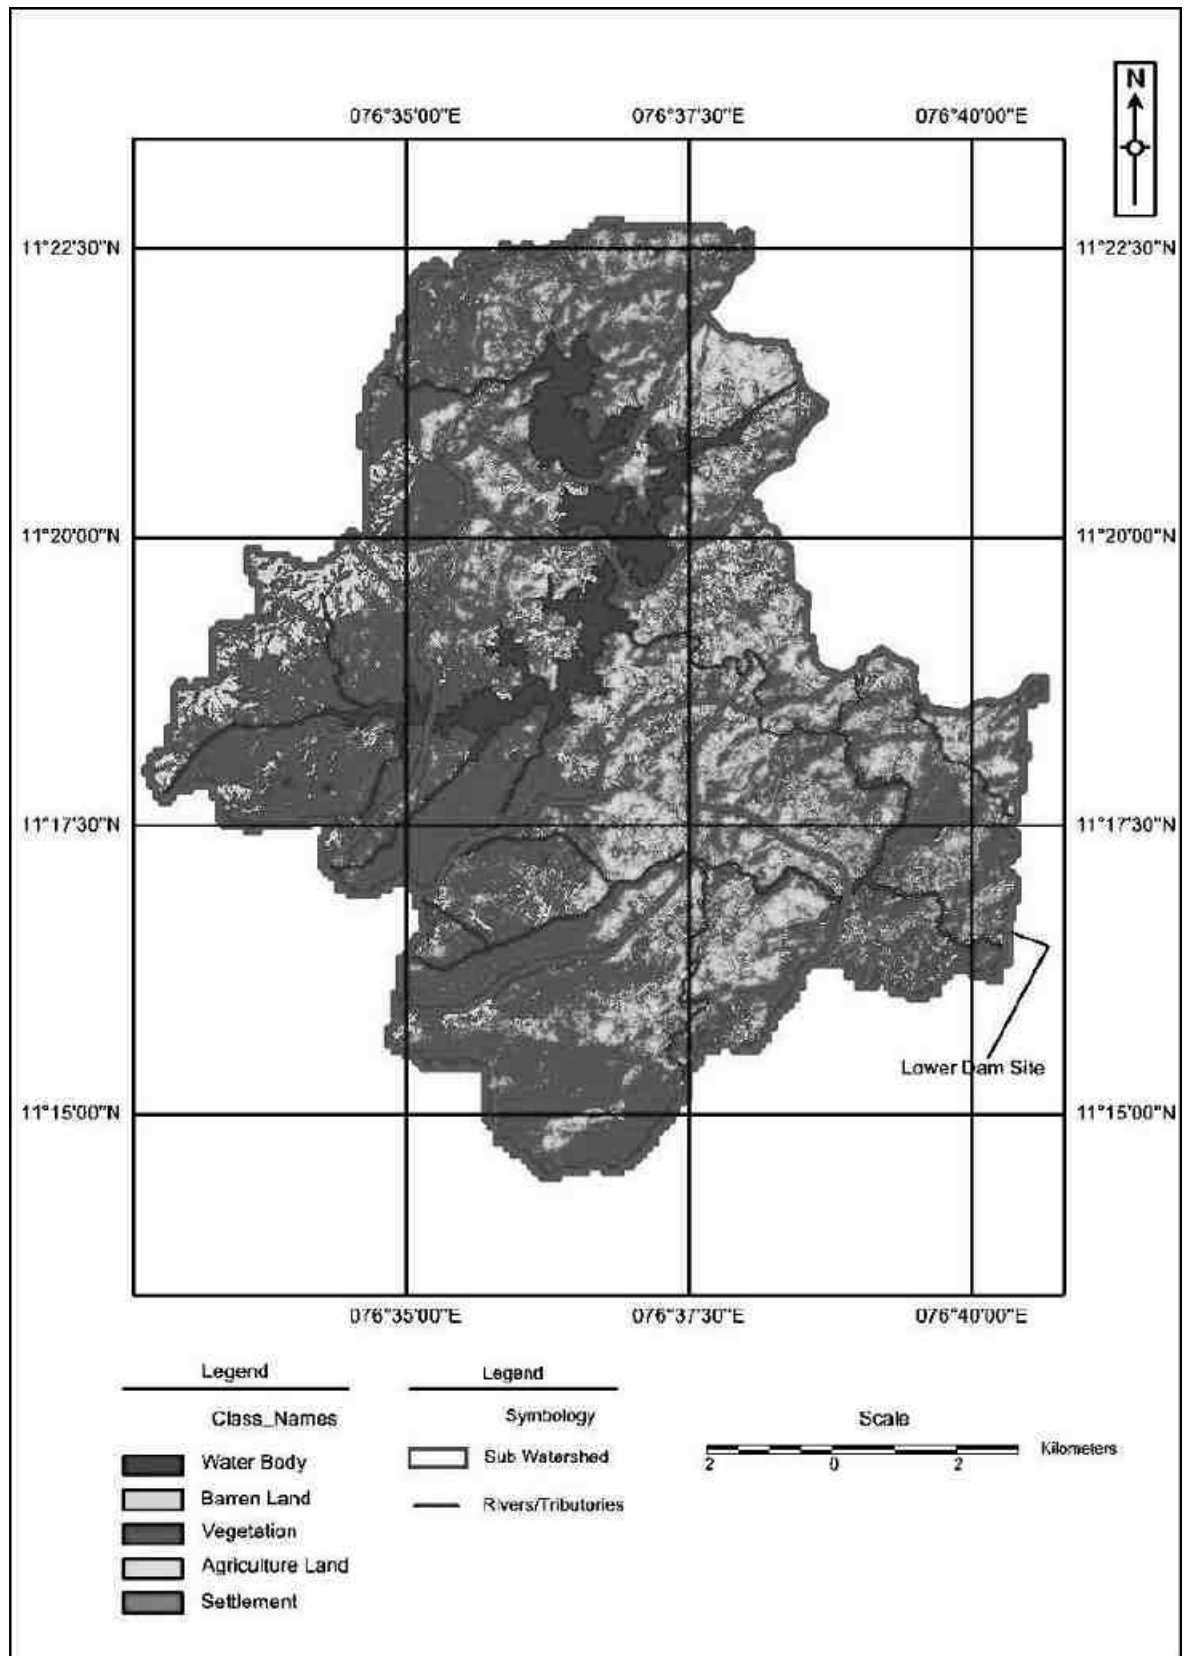 N
076°35'00"E 076°37'30"E 076°40'00"E
11°22'30"N 11°22'30"N
11°20'00"N 11°20'00"N
11°17'30"N 11°17'30"N
Lower Dam Site
11°15'00"N 11°15'00"N
076°35'00"E 076°37'30"E 076°40'00"E
Legend
Class_Names
Water Body
Barren Land
Vegetation
Agriculture Land
Settlement
Legend
Symbology
Sub Watershed
Rivers/Tributories
Scale
2 0 2 Kilometers